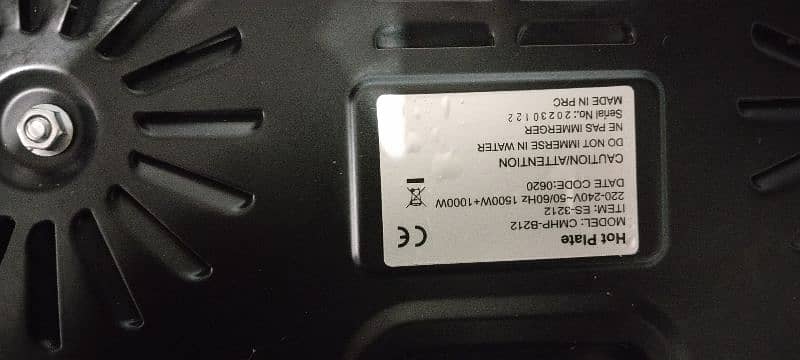 Hot Plate
MODEL: CMHP-B212
ITEM: ES-3212
220-240V~50/60HZ 1500W+1000W
DATE CODE:0620
CAUTION/ATTENTION
DO NOT IMMERSE IN WATER
NE PAS IMMERGER
Serial No.: 20230122
MADE IN PRC
CE